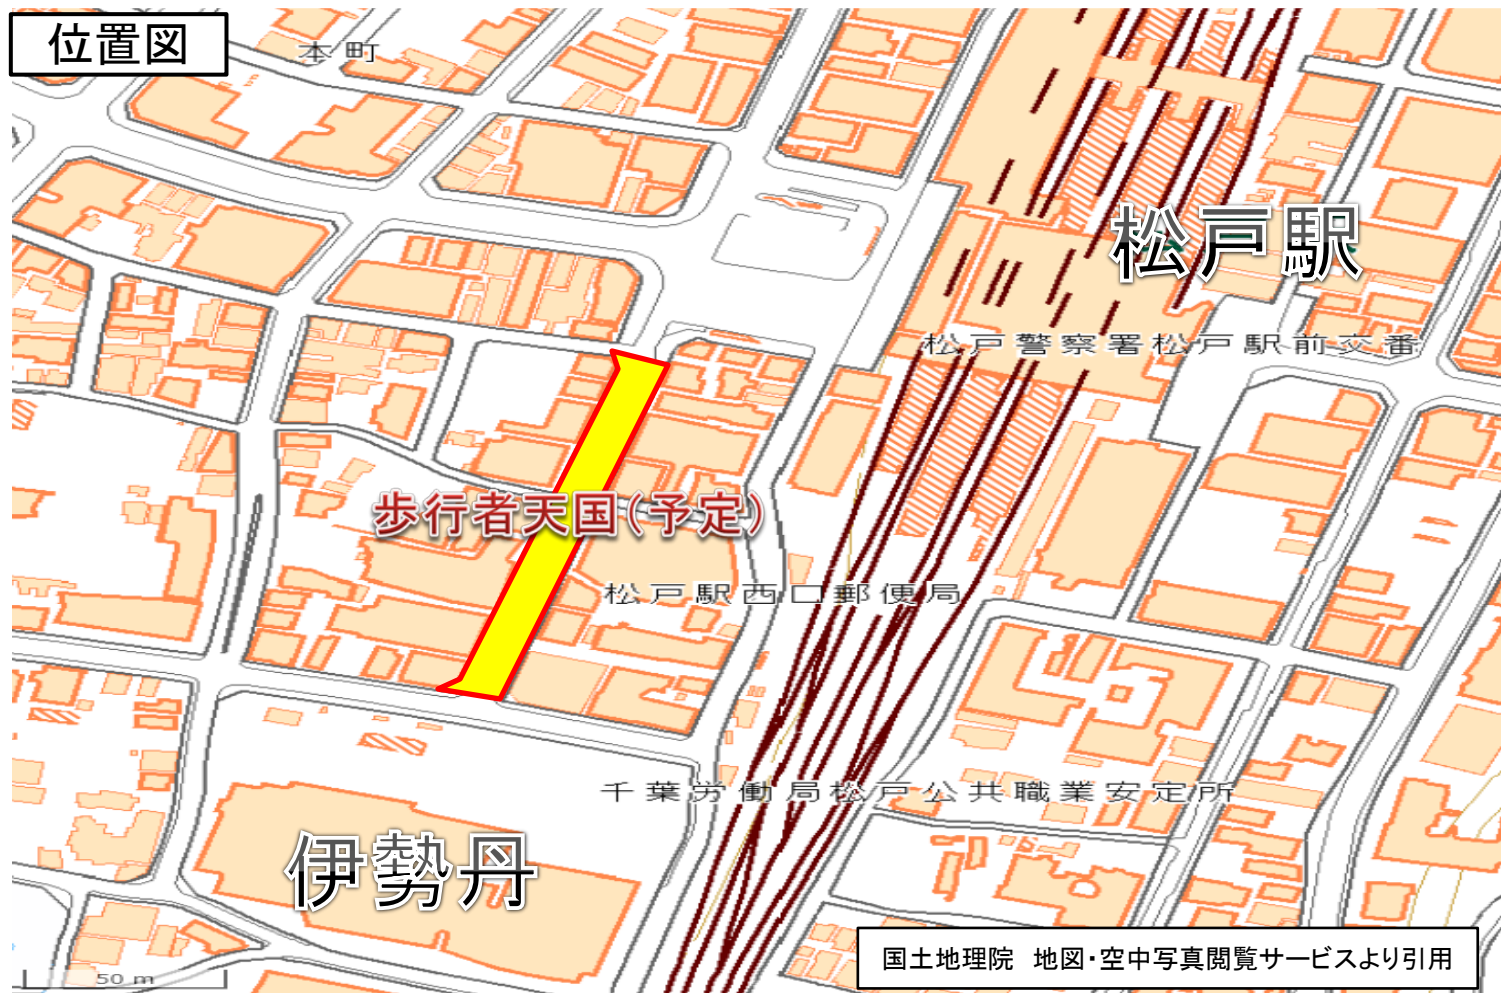 位置図
本町
松戸駅
松戸警察署松戸駅前交番
歩行者天国(予定)
松戸駅西口郵便局
千葉労働局松戸公共職業安定所
伊勢丹
国土地理院　地図・空中写真閲覧サービスより引用
50 m